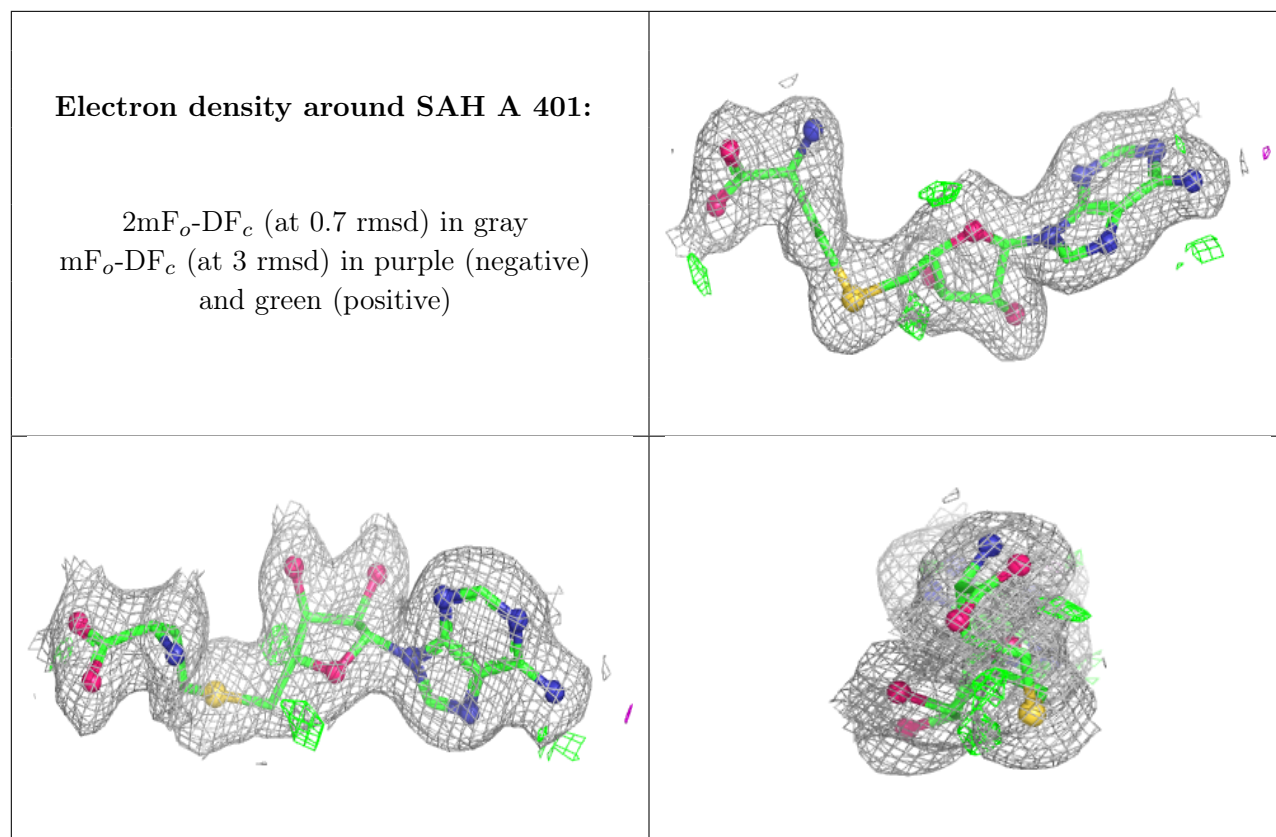 Electron density around SAH A 401:
2mFo-DFc (at 0.7 rmsd) in gray
mFo-DFc (at 3 rmsd) in purple (negative)
and green (positive)